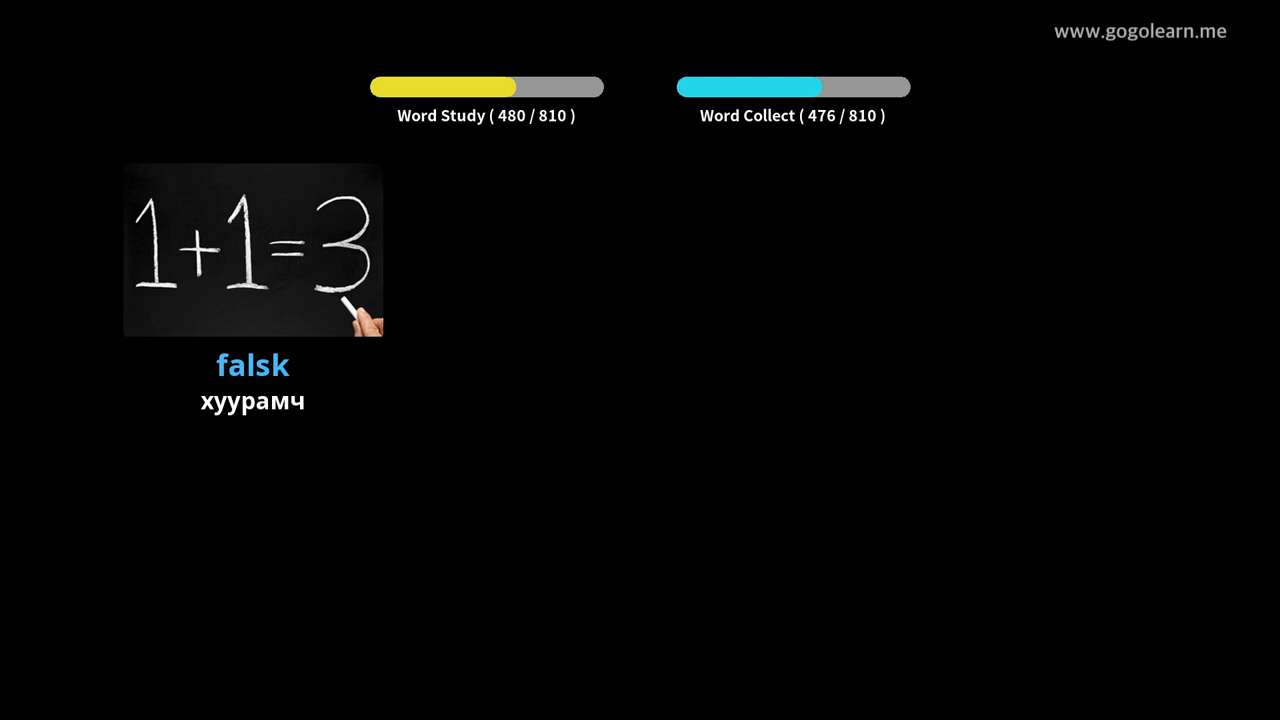 www.gogolearn.me
Word Study ( 480 / 810 )
Word Collect ( 476 / 810 )
1+1=3
falsk
хуурамч